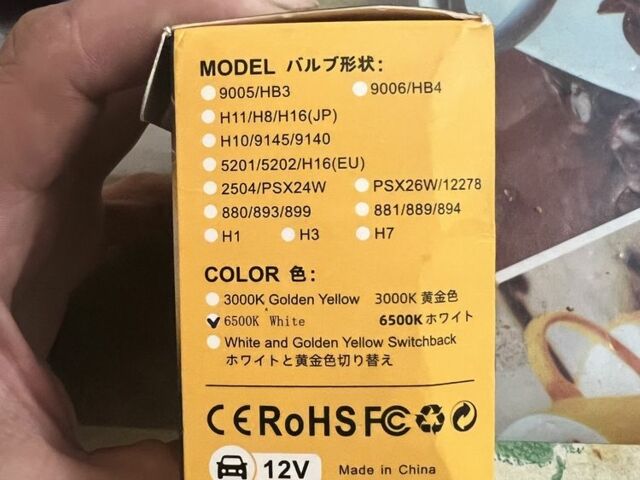 MODEL バルブ形状:
9005/HB3 9006/HB4
H11/H8/H16(JP)
H10/9145/9140
5201/5202/H16(EU)
2504/PSX24W PSX26W/12278
880/893/899 881/889/894
H1 H3 H7
COLOR 色:
3000K Golden Yellow 3000K 黄金色
6500K White 6500K ホワイト
White and Golden Yellow Switchback
ホワイトと黄金色切り替え
CE RoHS FC
12V Made in China